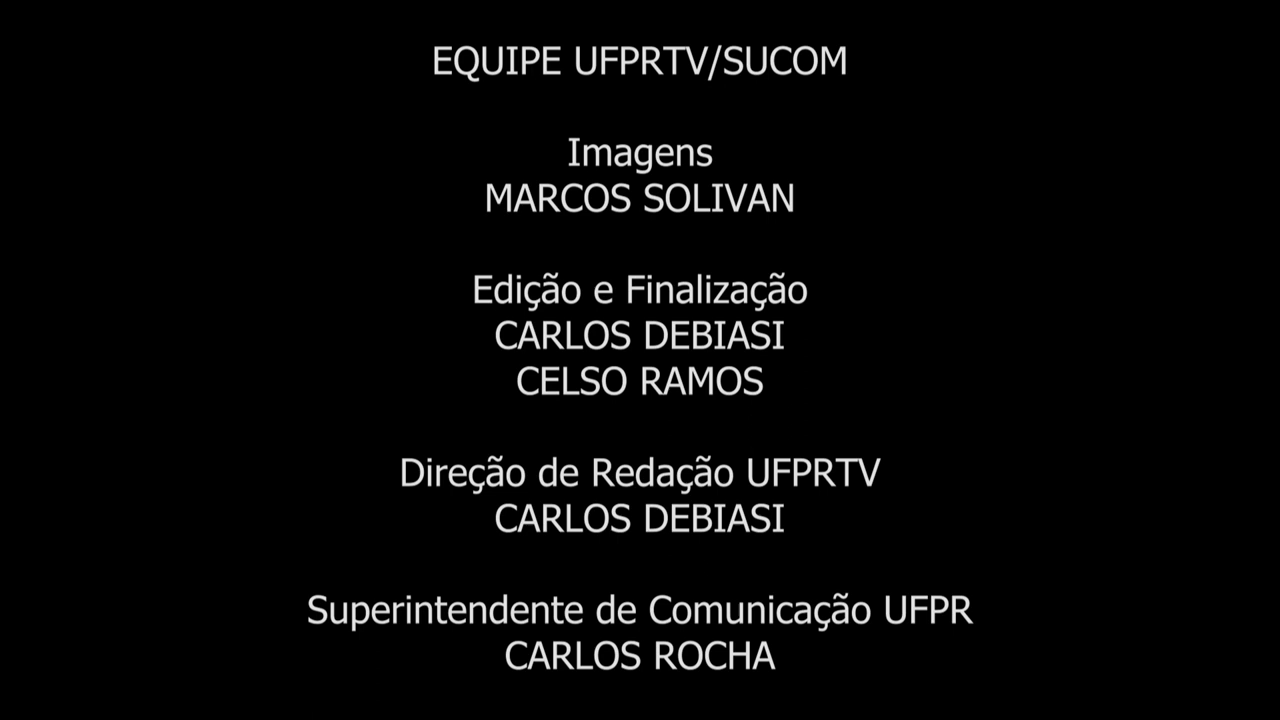 EQUIPE UFPRTV/SUCOM
Imagens
MARCOS SOLIVAN
Edição e Finalização
CARLOS DEBIASI
CELSO RAMOS
Direção de Redação UFPRTV
CARLOS DEBIASI
Superintendente de Comunicação UFPR
CARLOS ROCHA